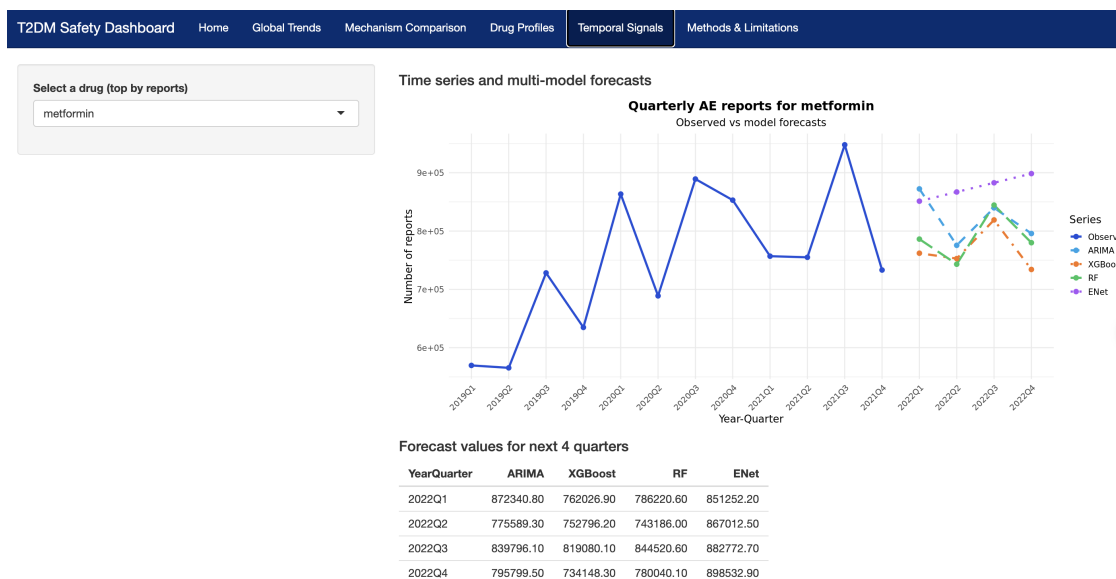 T2DM Safety Dashboard Home Global Trends Mechanism Comparison Drug Profiles Temporal Signals Methods & Limitations
Select a drug (top by reports)
metformin
Time series and multi-model forecasts
Quarterly AE reports for metformin
Observed vs model forecasts
Number of reports
9e+05
8e+05
7e+05
6e+05
2019Q1 2019Q2 2019Q3 2019Q4 2020Q1 2020Q2 2020Q3 2020Q4 2021Q1 2021Q2 2021Q3 2021Q4 2022Q1 2022Q2 2022Q3 2022Q4
Year-Quarter
Series
Observ
ARIMA
XGBoo
RF
ENet
Forecast values for next 4 quarters
YearQuarter ARIMA XGBoost RF ENet
2022Q1 872340.80 762026.90 786220.60 851252.20
2022Q2 775589.30 752796.20 743186.00 867012.50
2022Q3 839796.10 819080.10 844520.60 882772.70
2022Q4 795799.50 734148.30 780040.10 898532.90